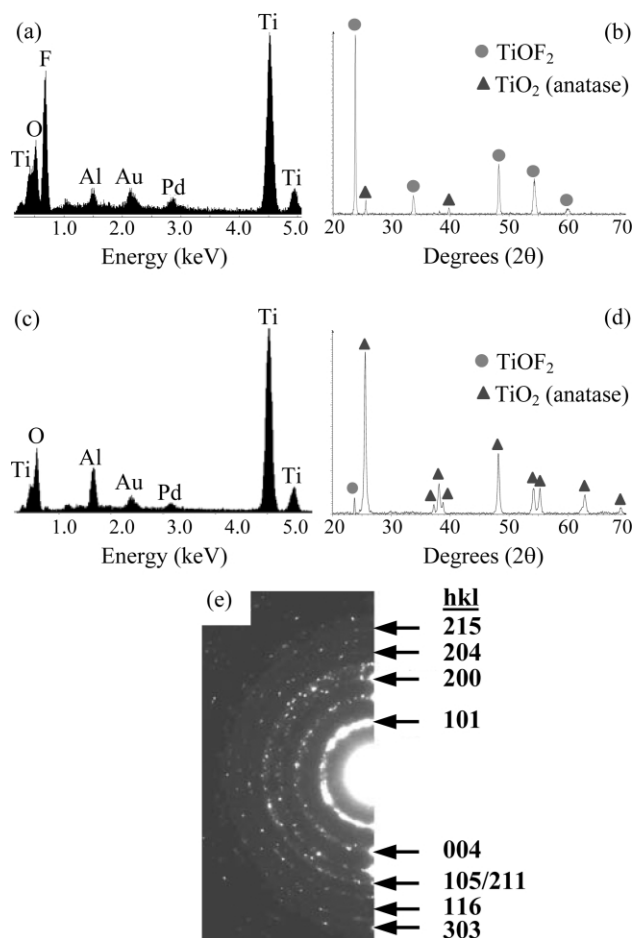 (a)
Ti
F
O
Ti
Al
Au
Pd
Ti
1.0 2.0 3.0 4.0 5.0
Energy (keV)
(b)
TiOF2
TiO2 (anatase)
20 30 40 50 60 70
Degrees (2θ)
(c)
Ti
O
Ti
Al
Au
Pd
Ti
1.0 2.0 3.0 4.0 5.0
Energy (keV)
(d)
TiOF2
TiO2 (anatase)
20 30 40 50 60 70
Degrees (2θ)
(e)
hkl
215
204
200
101
004
105/211
116
303